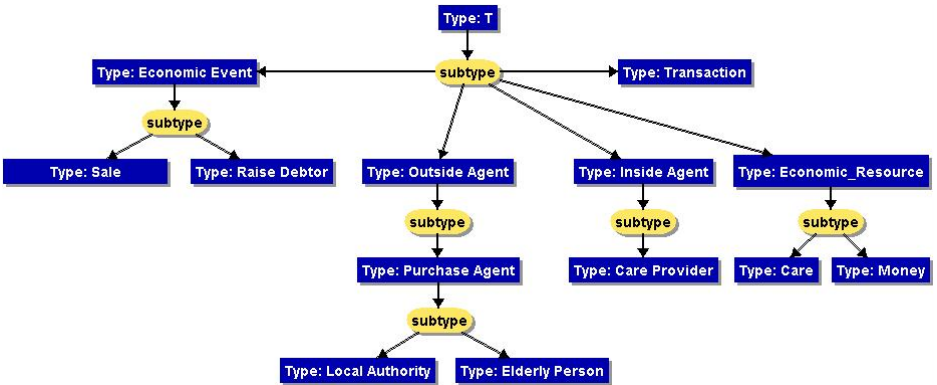 Type: T
Type: Economic Event
subtype
Type: Transaction
subtype
Type: Sale
Type: Raise Debtor
Type: Outside Agent
Type: Inside Agent
Type: Economic_Resource
subtype
subtype
subtype
Type: Purchase Agent
Type: Care Provider
Type: Care
Type: Money
subtype
Type: Local Authority
Type: Elderly Person